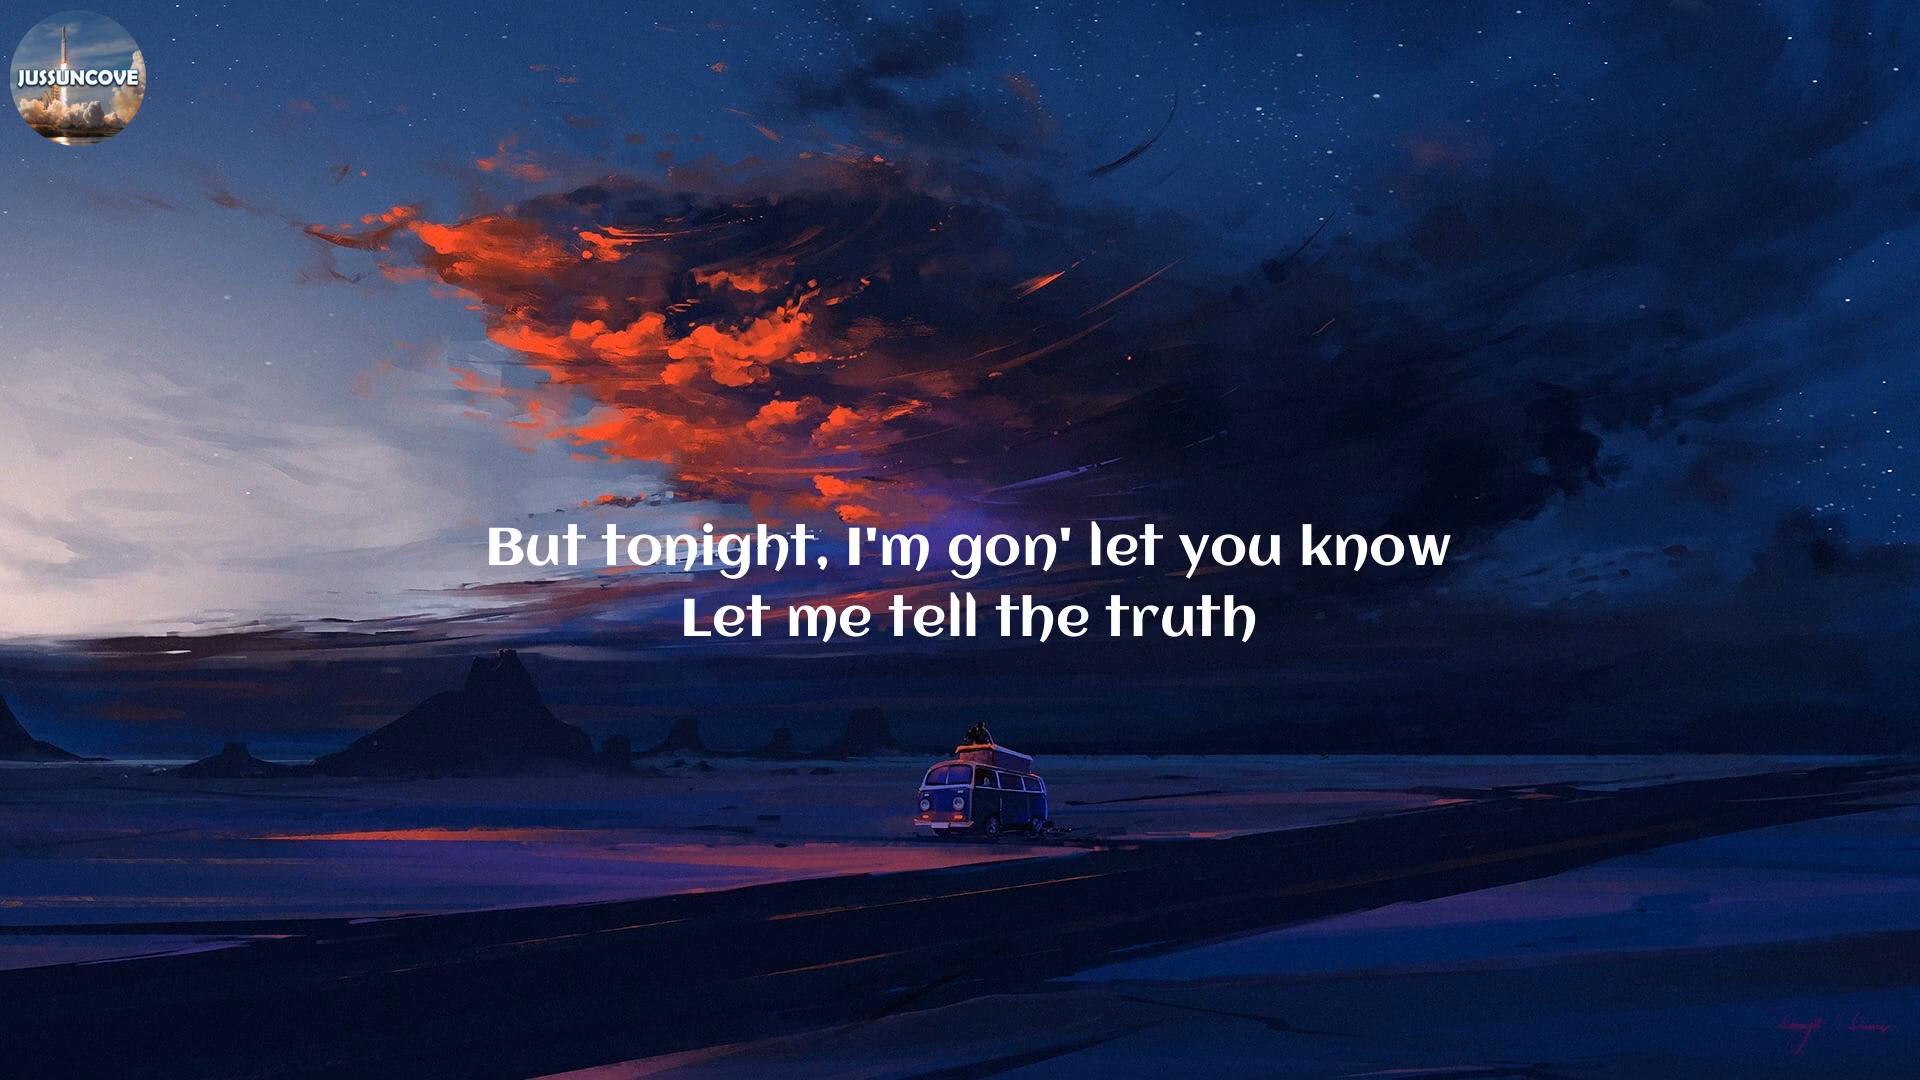 JUSSUNCOVE
But tonight, I'm gon' let you know
Let me tell the truth